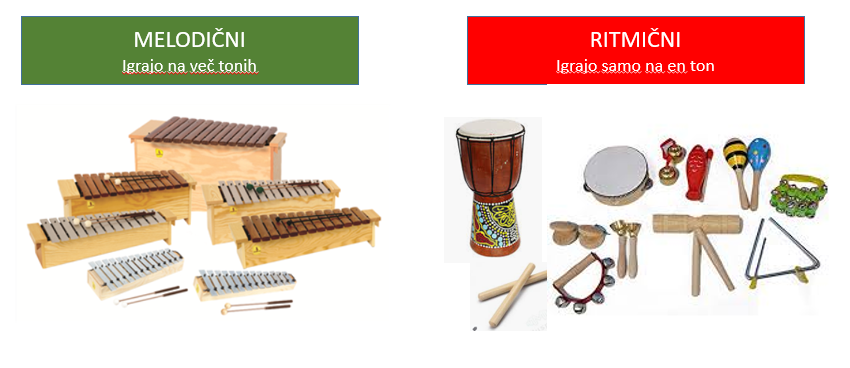 MELODIČNI
Igrajo na več tonih
RITMIČNI
Igrajo samo na en ton